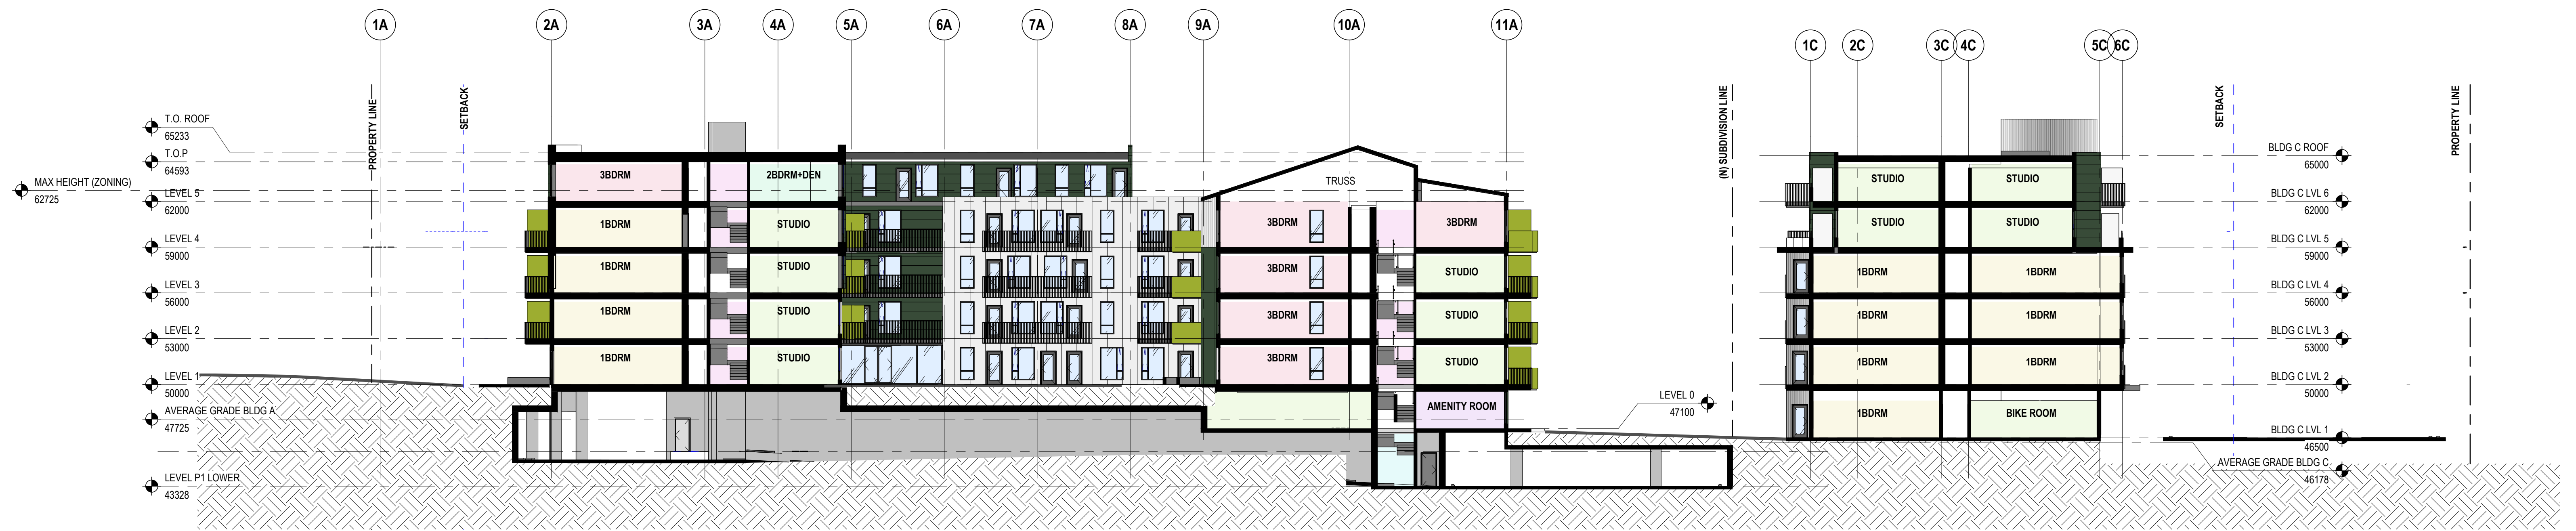 1A
2A
3A
4A
5A
6A
7A
8A
9A
10A
11A
1C
2C
3C
4C
5C
6C
PROPERTY LINE
SETBACK
(N) SUBDIVISION LINE
SETBACK
PROPERTY LINE
T.O. ROOF
65233
T.O.P
64593
MAX HEIGHT (ZONING)
62725
LEVEL 5
62000
LEVEL 4
59000
LEVEL 3
56000
LEVEL 2
53000
LEVEL 1
50000
AVERAGE GRADE BLDG A
47725
LEVEL P1 LOWER
43328
3BDRM
2BDRM+DEN
1BDRM
STUDIO
1BDRM
STUDIO
1BDRM
STUDIO
1BDRM
STUDIO
TRUSS
3BDRM
3BDRM
3BDRM
STUDIO
3BDRM
STUDIO
3BDRM
STUDIO
AMENITY ROOM
LEVEL 0
47100
STUDIO
STUDIO
STUDIO
STUDIO
1BDRM
1BDRM
1BDRM
1BDRM
1BDRM
1BDRM
1BDRM
BIKE ROOM
BLDG C ROOF
65000
BLDG C LVL 6
62000
BLDG C LVL 5
59000
BLDG C LVL 4
56000
BLDG C LVL 3
53000
BLDG C LVL 2
50000
BLDG C LVL 1
46500
AVERAGE GRADE BLDG C
46178